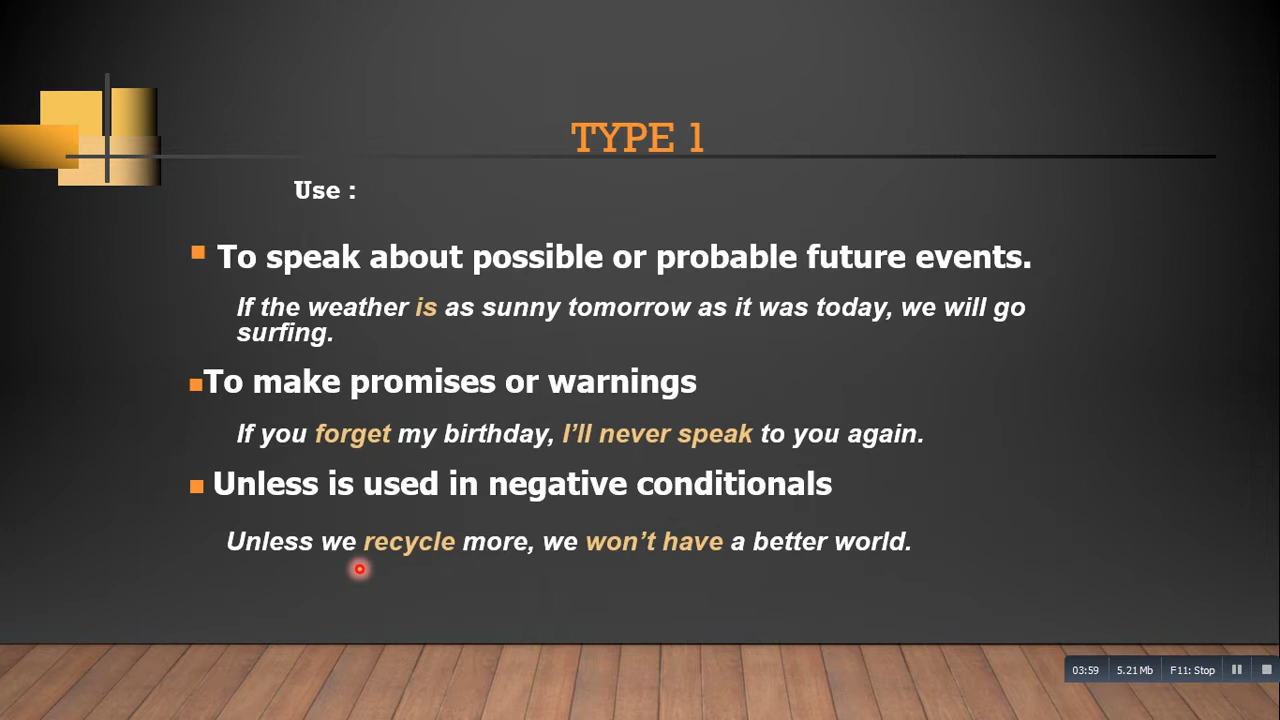 TYPE 1
Use :
To speak about possible or probable future events.
If the weather is as sunny tomorrow as it was today, we will go
surfing.
To make promises or warnings
If you forget my birthday, I’ll never speak to you again.
Unless is used in negative conditionals
Unless we recycle more, we won’t have a better world.
03:59 5.21 Mb F11: Stop